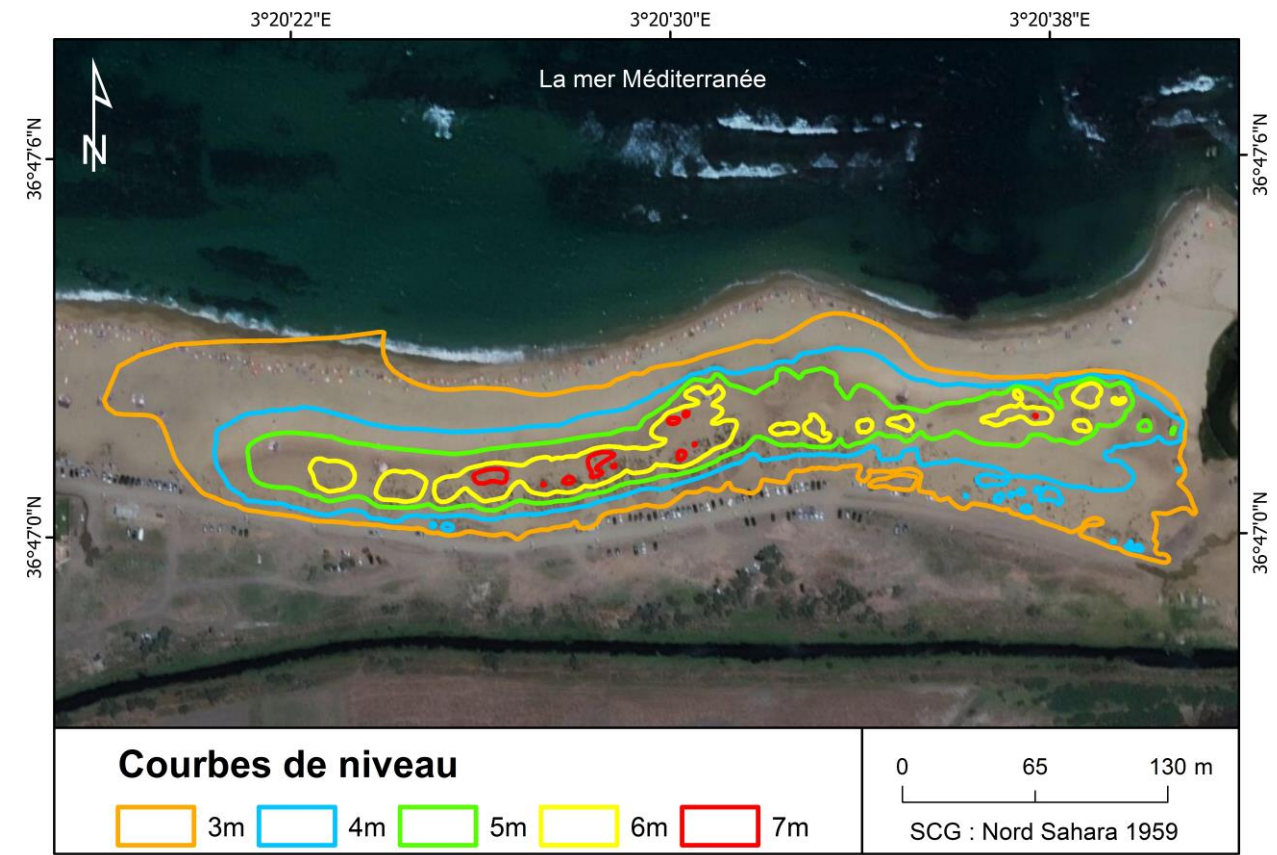 3°20'22"E 3°20'30"E 3°20'38"E
La mer Méditerranée
N
36°47'6"N 36°47'6"N
36°47'0"N 36°47'0"N
Courbes de niveau
3m 4m 5m 6m 7m
0 65 130 m
SCG : Nord Sahara 1959